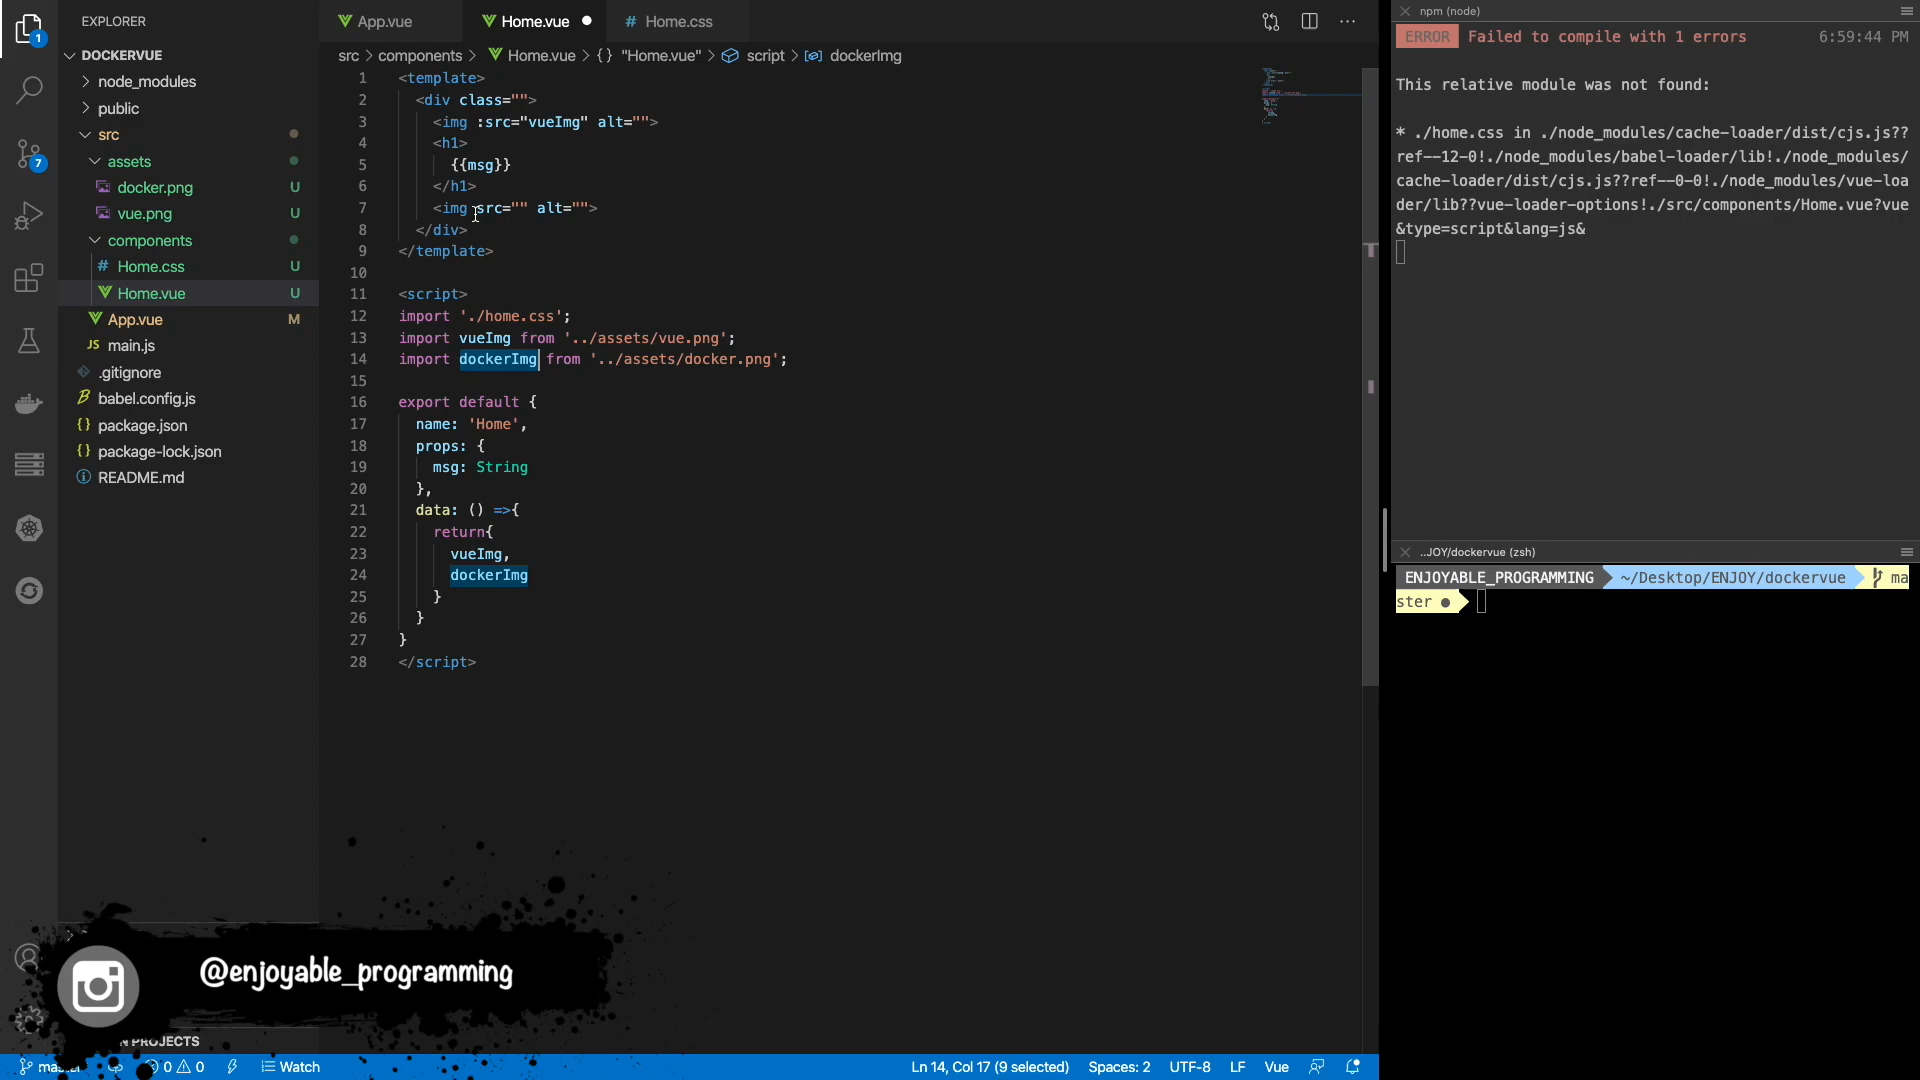 EXPLORER
DOCKERVUE
node_modules
public
src
assets
docker.png U
vue.png U
components
Home.css U
Home.vue U
App.vue M
JS main.js
.gitignore
babel.config.js
{} package.json
{} package-lock.json
README.md
1
7
App.vue
Home.vue
# Home.css
src > components > Home.vue > {} "Home.vue" > script > dockerImg
1 <template>
2 <div class="">
3 <img :src="vueImg" alt="">
4 <h1>
5 {{msg}}
6 </h1>
7 <img src="" alt="">
8 </div>
9 </template>
10
11 <script>
12 import './home.css';
13 import vueImg from '../assets/vue.png';
14 import dockerImg from '../assets/docker.png';
15
16 export default {
17 name: 'Home',
18 props: {
19 msg: String
20 },
21 data: () =>{
22 return{
23 vueImg,
24 dockerImg
25 }
26 }
27 }
28 </script>
npm (node)
ERROR Failed to compile with 1 errors 6:59:44 PM
This relative module was not found:
* ./home.css in ./node_modules/cache-loader/dist/cjs.js??
ref--12-0!./node_modules/babel-loader/lib!./node_modules/
cache-loader/dist/cjs.js??ref--0-0!./node_modules/vue-loa
der/lib??vue-loader-options!./src/components/Home.vue?vue
&type=script&lang=js&
..JOY/dockervue (zsh)
ENJOYABLE_PROGRAMMING ~/Desktop/ENJOY/dockervue ma
ster ●
@enjoyable_programming
PROJECTS
0 0 Watch
Ln 14, Col 17 (9 selected) Spaces: 2 UTF-8 LF Vue